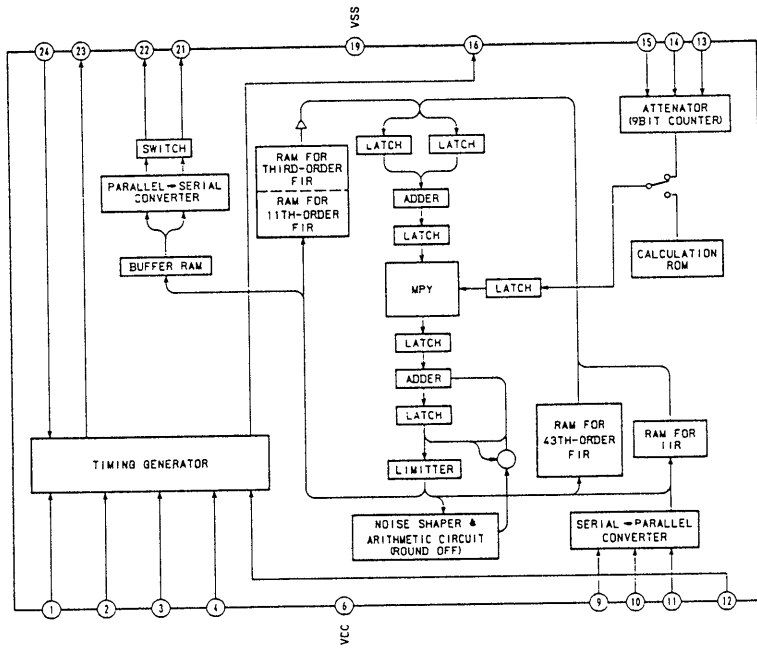 VSS
24
23
22
21
19
16
15
14
13
ATTENATOR
(9BIT COUNTER)
SWITCH
LATCH
LATCH
RAM FOR
THIRD-ORDER
FIR
RAM FOR
11TH-ORDER
FIR
PARALLEL→SERIAL
CONVERTER
ADDER
LATCH
BUFFER RAM
CALCULATION
ROM
MPY
LATCH
LATCH
ADDER
LATCH
RAM FOR
43TH-ORDER
FIR
RAM FOR
IIR
TIMING GENERATOR
LIMITTER
NOISE SHAPER &
ARITHMETIC CIRCUIT
(ROUND OFF)
SERIAL→PARALLEL
CONVERTER
1
2
3
4
6
9
10
11
12
VCC